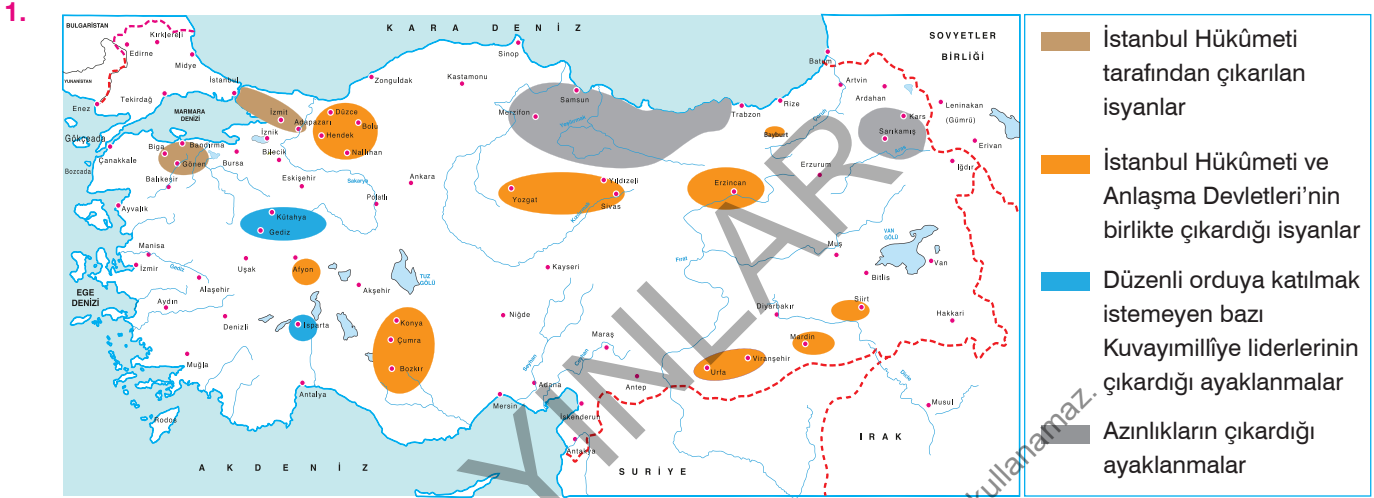 1.
KARA DENİZ
BULGARİSTAN
YUNANİSTAN
SOVYETLER
BİRLİĞİ
Kırklareli
Edirne
Midye
İstanbul
Tekirdağ
Enez
MARMARA
DENİZİ
Gökçeada
Bozcaada
Çanakkale
Biga
Bandırma
Gönen
Balıkesir
Bursa
İznik
İzmit
Adapazarı
Bilecik
Düzce
Bolu
Hendek
Nallıhan
Zonguldak
Kastamonu
Sinop
Samsun
Merzifon
Trabzon
Rize
Batum
Artvin
Ardahan
Kars
Sarıkamış
Leninakan
(Gümrü)
Erivan
Iğdır
Bayburt
Erzurum
Erzincan
Eskişehir
Sakarya
Polatlı
Ankara
Yozgat
Yıldızeli
Sivas
Kızılırmak
Kütahya
Gediz
Ayvalık
Manisa
İzmir
Gediz
Uşak
Afyon
Alaşehir
Akşehir
TUZ
GÖLÜ
Kayseri
Fırat
Muş
VAN
GÖLÜ
Van
Bitlis
EGE
DENİZİ
Aydın
Denizli
Isparta
Konya
Çumra
Bozkır
Niğde
Maraş
Diyarbakır
Siirt
Hakkari
Mardin
Viranşehir
Urfa
Antep
Muğla
Antalya
Mersin
Adana
Seyhan
Ceyhan
İskenderun
Antakya
Dicle
Musul
Rodos
AKDENİZ
SURİYE
IRAK
YINLAR
kullanamaz.
İstanbul Hükûmeti
tarafından çıkarılan
isyanlar
İstanbul Hükûmeti ve
Anlaşma Devletleri’nin
birlikte çıkardığı isyanlar
Düzenli orduya katılmak
istemeyen bazı
Kuvayımillîye liderlerinin
çıkardığı ayaklanmalar
Azınlıkların çıkardığı
ayaklanmalar